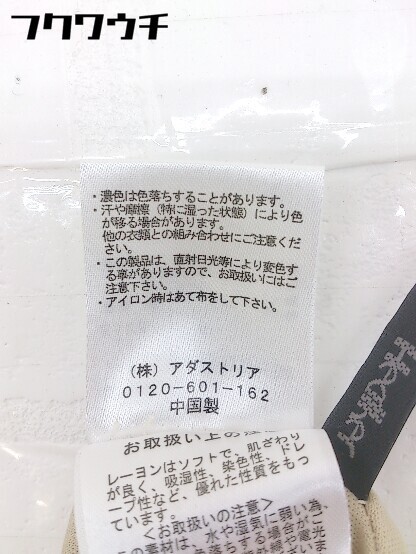 フクワウチ
・濃色は色落ちすることがあります。
・汗や摩擦（特に湿った状態）により色
が移る場合があります。
他の衣類との組み合わせにご注意くだ
さい。
・この製品は、直射日光等により変色す
る事がありますので、お取扱いにはご
注意下さい。
・アイロン時はあて布をして下さい。
（株）アダストリア
0120-601-162
中国製
お取扱い上の注意
レーヨンはソフトで、肌ざわり
が良く、吸湿性、染色性、ドレ
ープ性など、優れた性質をもっ
ています。
<お取扱いの注意>
この素材は、水や湿気に弱い為、